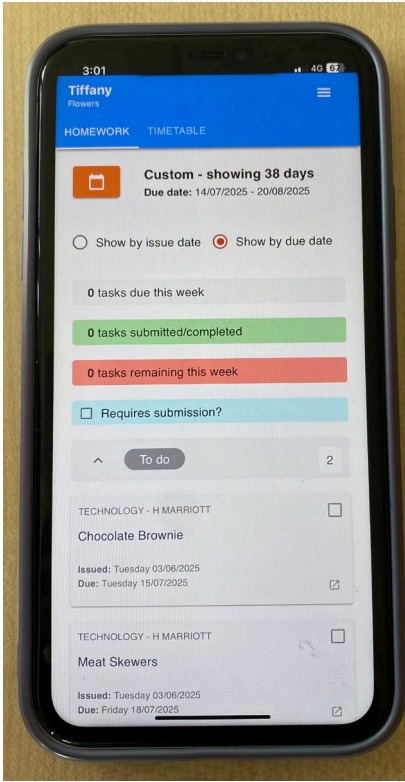 3:01
4G 67
Tiffany
Flowers
HOMEWORK TIMETABLE
Custom - showing 38 days
Due date: 14/07/2025 - 20/08/2025
Show by issue date Show by due date
0 tasks due this week
0 tasks submitted/completed
0 tasks remaining this week
Requires submission?
To do 2
TECHNOLOGY - H MARRIOTT
Chocolate Brownie
Issued: Tuesday 03/06/2025
Due: Tuesday 15/07/2025
TECHNOLOGY - H MARRIOTT
Meat Skewers
Issued: Tuesday 03/06/2025
Due: Friday 18/07/2025